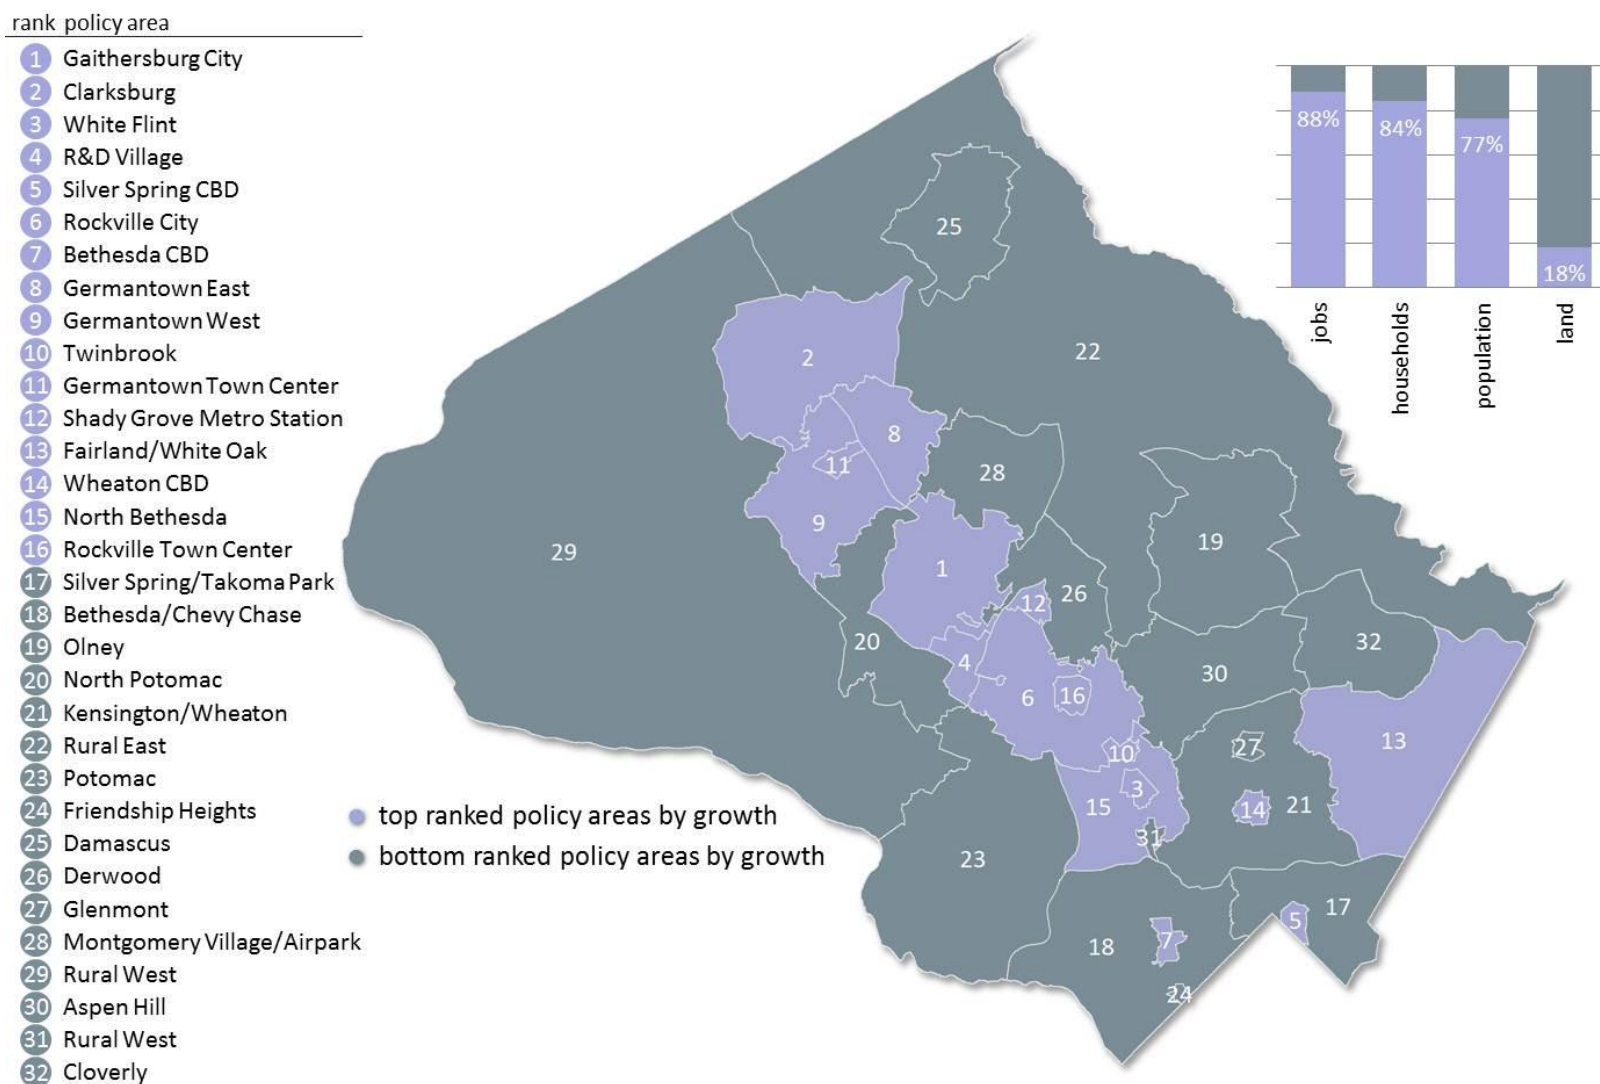 rank policy area
1 Gaithersburg City
2 Clarksburg
3 White Flint
4 R&D Village
5 Silver Spring CBD
6 Rockville City
7 Bethesda CBD
8 Germantown East
9 Germantown West
10 Twinbrook
11 Germantown Town Center
12 Shady Grove Metro Station
13 Fairland/White Oak
14 Wheaton CBD
15 North Bethesda
16 Rockville Town Center
17 Silver Spring/Takoma Park
18 Bethesda/Chevy Chase
19 Olney
20 North Potomac
21 Kensington/Wheaton
22 Rural East
23 Potomac
24 Friendship Heights
25 Damascus
26 Derwood
27 Glenmont
28 Montgomery Village/Airpark
29 Rural West
30 Aspen Hill
31 Rural West
32 Cloverly
top ranked policy areas by growth
bottom ranked policy areas by growth
88%
84%
77%
18%
jobs
households
population
land
25
22
2
8
11
28
9
29
19
1
12
26
20
4
32
30
6
16
13
10
27
3
15
14
21
31
23
17
5
7
18
24